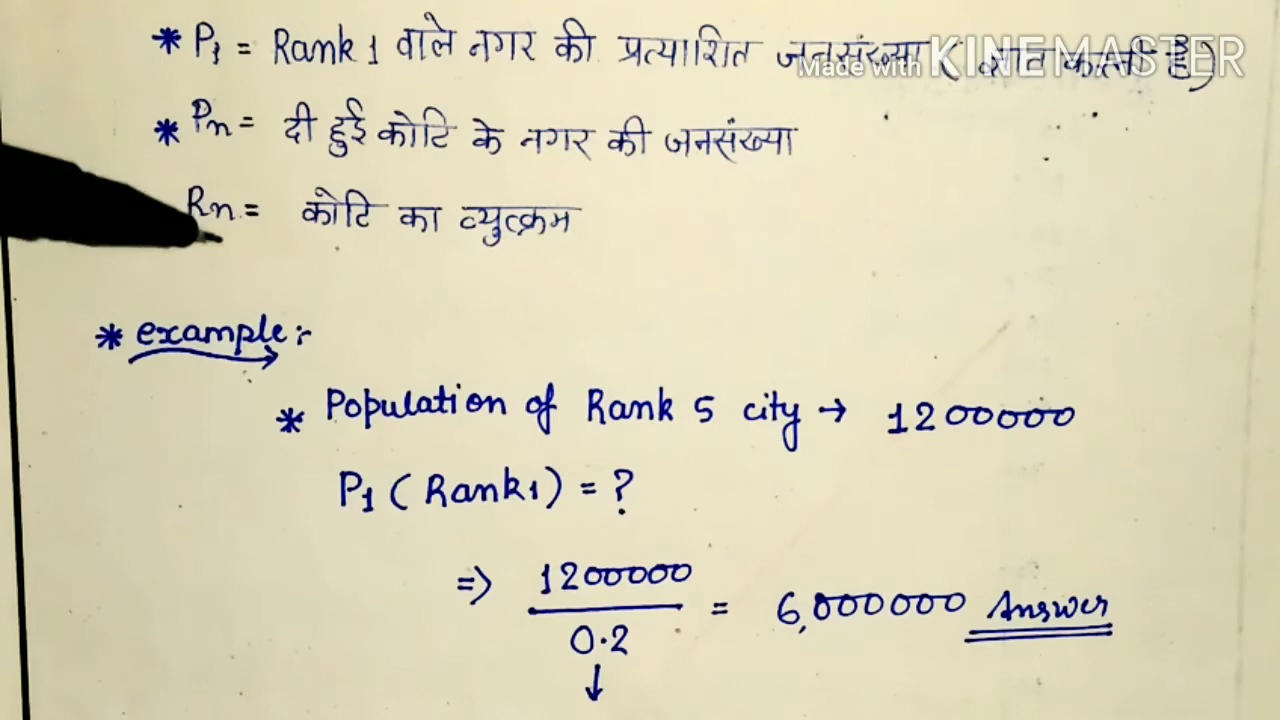 * P1 = Rank 1 वाले नगर की प्रत्याशित जनसंख्या (ज्ञात करनी है)
Made with KINEMASTER
* Pn = दी हुई कोटि के नगर की जनसंख्या
Rn = कोटि का व्युत्क्रम
* example:-
* Population of Rank 5 city → 1200000
P1 (Rank1) = ?
⇒ 1200000
0.2
= 6,000000 Answer
↓